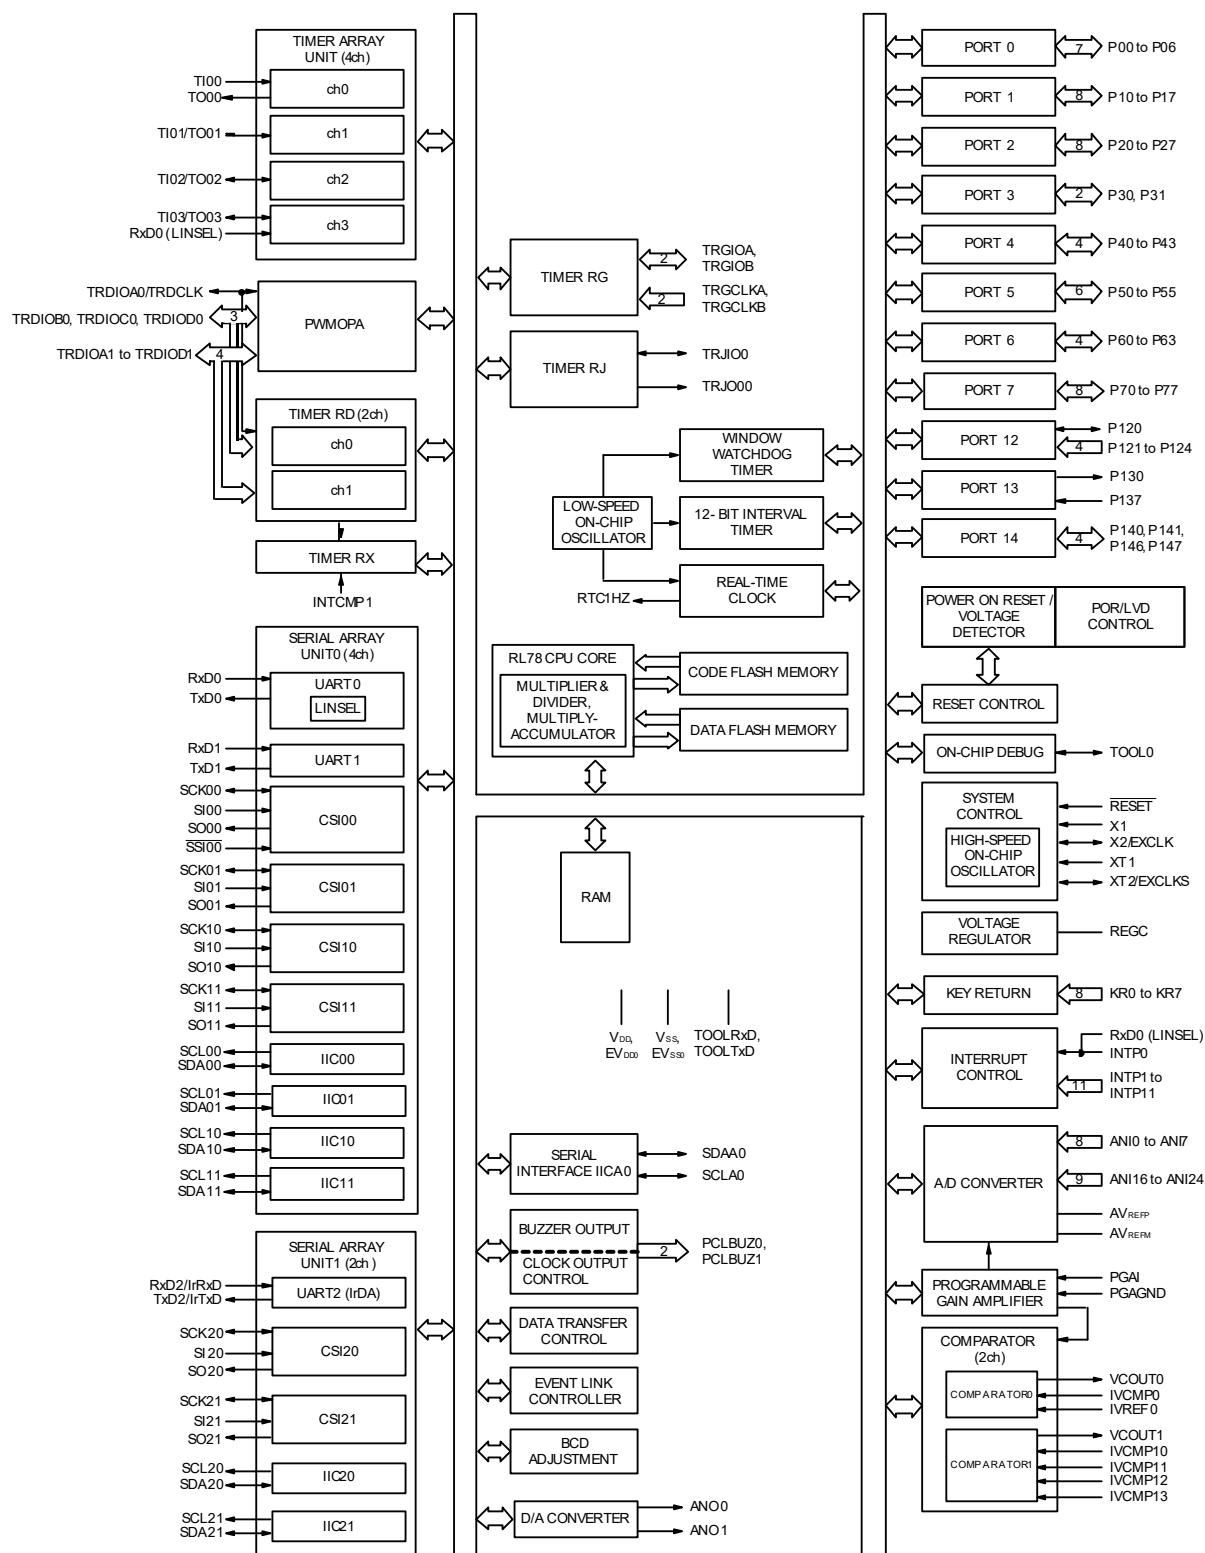 TIMER ARRAY
UNIT (4ch)
TI00
TO00
ch0
TI01/TO01
ch1
TI02/TO02
ch2
TI03/TO03
RxD0 (LINSEL)
ch3
TRDIOA0/TRDCLK
TRDIOB0, TRDIOC0, TRDIOD0
3
TRDIOA1 to TRDIOD1
4
PWMOPA
TIMER RD (2ch)
ch0
ch1
TIMER RX
INTCMP1
SERIAL ARRAY
UNIT0 (4ch)
RxD0
TxD0
UART0
LINSEL
RxD1
TxD1
UART1
SCK00
SI00
SO00
SSI00
CSI00
SCK01
SI01
SO01
CSI01
SCK10
SI10
SO10
CSI10
SCK11
SI11
SO11
CSI11
SCL00
SDA00
IIC00
SCL01
SDA01
IIC01
SCL10
SDA10
IIC10
SCL11
SDA11
IIC11
SERIAL ARRAY
UNIT1 (2ch)
RxD2/IrRxD
TxD2/IrTxD
UART2 (IrDA)
SCK20
SI20
SO20
CSI20
SCK21
SI21
SO21
CSI21
SCL20
SDA20
IIC20
SCL21
SDA21
IIC21
TIMER RG
2
TRGIOA,
TRGIOB
2
TRGCLKA,
TRGCLKB
TIMER RJ
TRJIO0
TRJO00
WINDOW
WATCHDOG
TIMER
LOW-SPEED
ON-CHIP
OSCILLATOR
12- BIT INTERVAL
TIMER
REAL-TIME
CLOCK
RTC1HZ
RL78 CPU CORE
MULTIPLIER &
DIVIDER,
MULTIPLY-
ACCUMULATOR
CODE FLASH MEMORY
DATA FLASH MEMORY
RAM
VDD,
EVDD0
VSS,
EVSS0
TOOLRxD,
TOOLTxD
SERIAL
INTERFACE IICA0
SDAA0
SCLA0
BUZZER OUTPUT
CLOCK OUTPUT
CONTROL
2
PCLBUZ0,
PCLBUZ1
DATA TRANSFER
CONTROL
EVENT LINK
CONTROLLER
BCD
ADJUSTMENT
D/A CONVERTER
ANO0
ANO1
PORT 0
7
P00 to P06
PORT 1
8
P10 to P17
PORT 2
8
P20 to P27
PORT 3
2
P30, P31
PORT 4
4
P40 to P43
PORT 5
6
P50 to P55
PORT 6
4
P60 to P63
PORT 7
8
P70 to P77
PORT 12
P120
4
P121 to P124
PORT 13
P130
P137
PORT 14
4
P140, P141,
P146, P147
POWER ON RESET /
VOLTAGE
DETECTOR
POR/LVD
CONTROL
RESET CONTROL
ON-CHIP DEBUG
TOOL0
SYSTEM
CONTROL
HIGH-SPEED
ON-CHIP
OSCILLATOR
RESET
X1
X2/EXCLK
XT1
XT2/EXCLKS
VOLTAGE
REGULATOR
REGC
KEY RETURN
8
KR0 to KR7
INTERRUPT
CONTROL
RxD0 (LINSEL)
INTP0
11
INTP1 to
INTP11
A/D CONVERTER
8
ANI0 to ANI7
9
ANI16 to ANI24
AVREFP
AVREFM
PROGRAMMABLE
GAIN AMPLIFIER
PGAI
PGAGND
COMPARATOR
(2ch)
COMPARATOR0
VCOUT0
IVCMP0
IVREF0
COMPARATOR1
VCOUT1
IVCMP10
IVCMP11
IVCMP12
IVCMP13